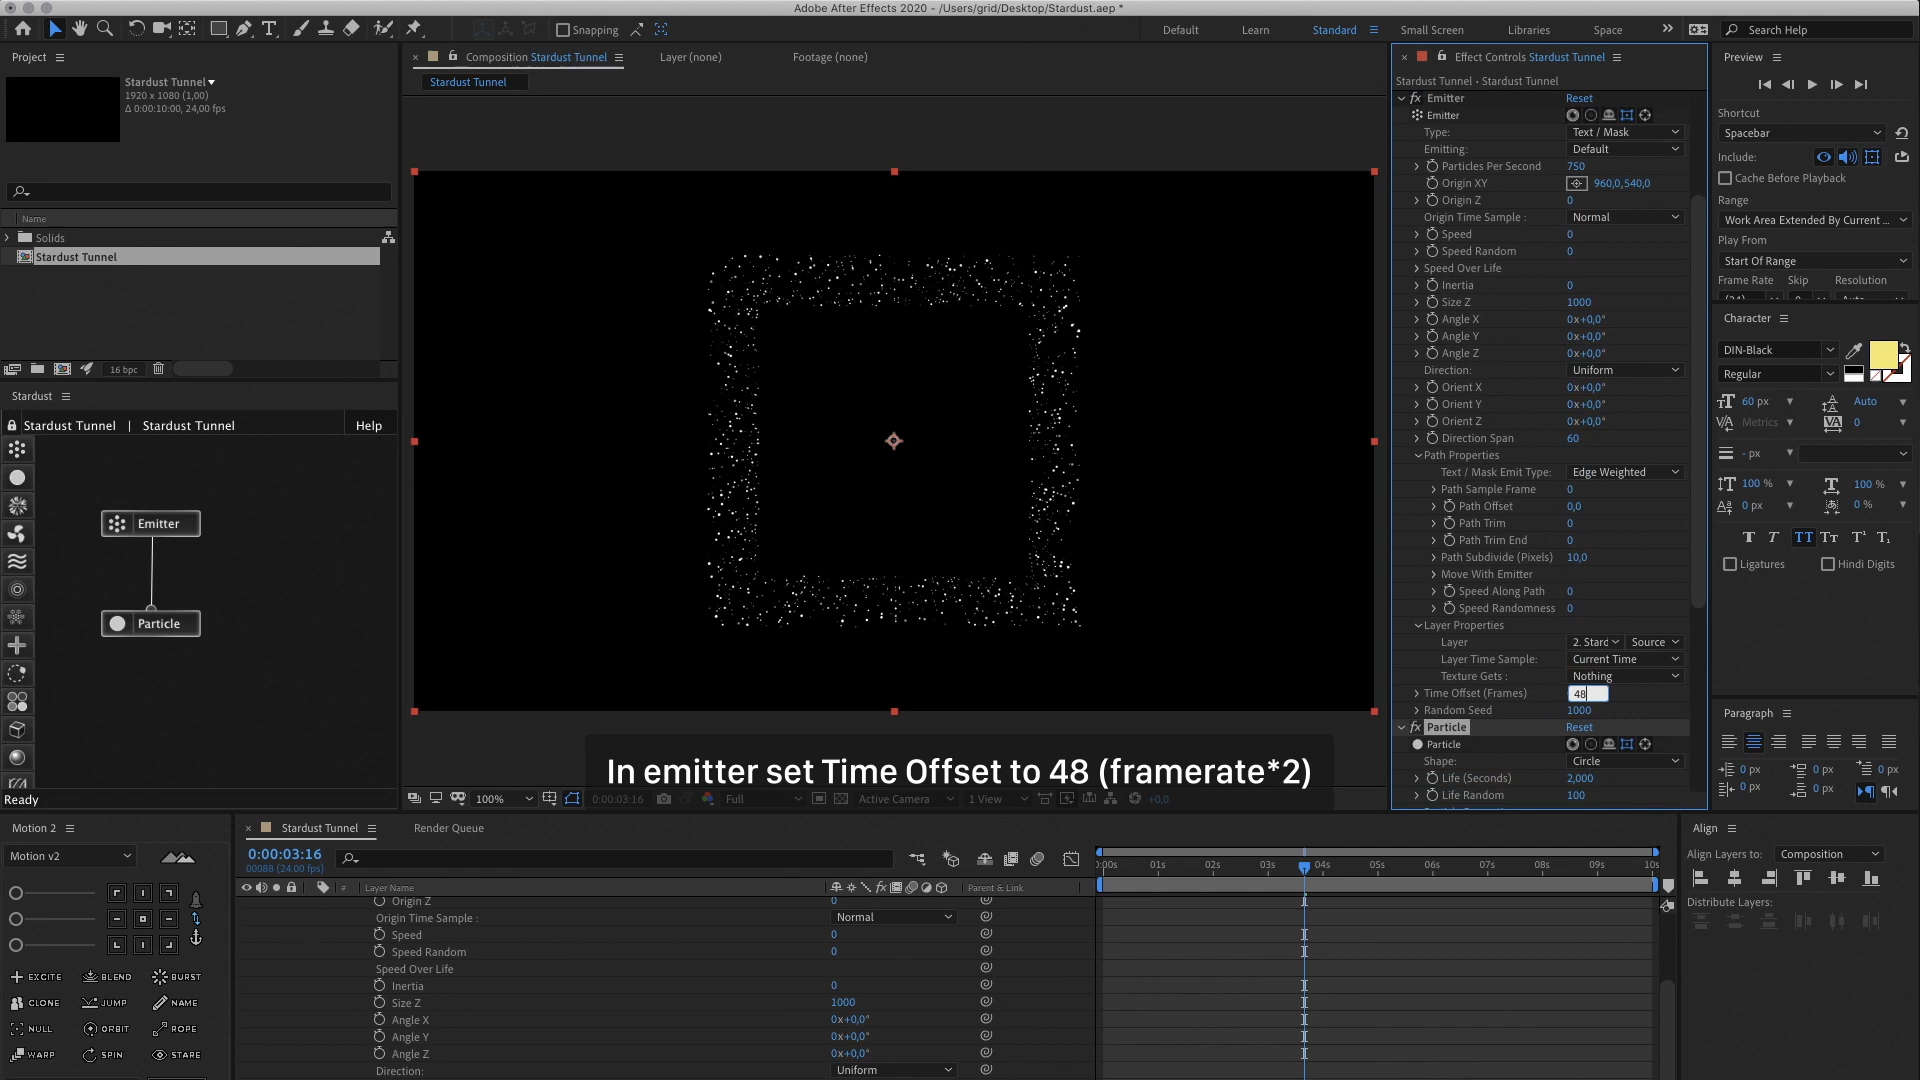 Adobe After Effects 2020 - /Users/grid/Desktop/Stardust.aep *
Snapping
Default
Learn
Standard
Small Screen
Libraries
Space
Search Help
Project
Stardust Tunnel
1920 x 1080 (1,00)
Δ 0:00:10:00, 24,00 fps
Name
Solids
Stardust Tunnel
16 bpc
Stardust
Stardust Tunnel | Stardust Tunnel
Help
Emitter
Particle
Ready
Composition Stardust Tunnel
Layer (none)
Footage (none)
Stardust Tunnel
In emitter set Time Offset to 48 (framerate*2)
100%
0:00:03:16
Full
Active Camera
1 View
+0,0
Effect Controls Stardust Tunnel
Stardust Tunnel • Stardust Tunnel
fx Emitter Reset
Emitter
Type: Text / Mask
Emitting: Default
Particles Per Second 750
Origin XY 960,0,540,0
Origin Z 0
Origin Time Sample : Normal
Speed 0
Speed Random 0
Speed Over Life
Inertia 0
Size Z 1000
Angle X 0x+0,0°
Angle Y 0x+0,0°
Angle Z 0x+0,0°
Direction: Uniform
Orient X 0x+0,0°
Orient Y 0x+0,0°
Orient Z 0x+0,0°
Direction Span 60
Path Properties
Text / Mask Emit Type: Edge Weighted
Path Sample Frame 0
Path Offset 0,0
Path Trim 0
Path Trim End 0
Path Subdivide (Pixels) 10,0
Move With Emitter
Speed Along Path 0
Speed Randomness 0
Layer Properties
Layer 2. Stard Source
Layer Time Sample: Current Time
Texture Gets : Nothing
Time Offset (Frames) 48
Random Seed 1000
fx Particle Reset
Particle
Shape: Circle
Life (Seconds) 2,000
Life Random 100
Preview
Shortcut
Spacebar
Include:
Cache Before Playback
Range
Work Area Extended By Current ...
Play From
Start Of Range
Frame Rate Skip Resolution
Character
DIN-Black
Regular
60 px
Auto
Metrics
0
- px
100 %
100 %
0 px
0 %
Ligatures
Hindi Digits
Paragraph
0 px
0 px
0 px
0 px
0 px
Motion 2
Motion v2
EXCITE BLEND BURST
CLONE JUMP NAME
NULL ORBIT ROPE
WARP SPIN STARE
Stardust Tunnel
Render Queue
0:00:03:16
00088 (24.00 fps)
# Layer Name
Parent & Link
Origin Z 0
Origin Time Sample : Normal
Speed 0
Speed Random 0
Speed Over Life
Inertia 0
Size Z 1000
Angle X 0x+0,0°
Angle Y 0x+0,0°
Angle Z 0x+0,0°
Direction: Uniform
:00s 01s 02s 03s 04s 05s 06s 07s 08s 09s 10s
Align
Align Layers to: Composition
Distribute Layers: